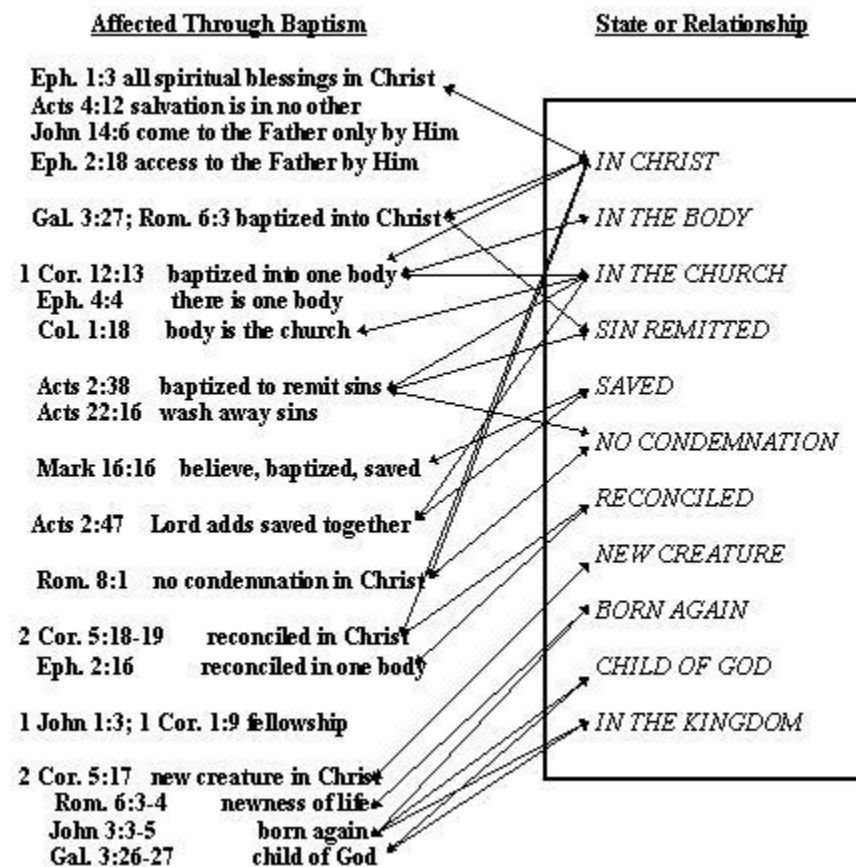 Affected Through Baptism
Eph. 1:3 all spiritual blessings in Christ
Acts 4:12 salvation is in no other
John 14:6 come to the Father only by Him
Eph. 2:18 access to the Father by Him
Gal. 3:27; Rom. 6:3 baptized into Christ
1 Cor. 12:13 baptized into one body
Eph. 4:4 there is one body
Col. 1:18 body is the church
Acts 2:38 baptized to remit sins
Acts 22:16 wash away sins
Mark 16:16 believe, baptized, saved
Acts 2:47 Lord adds saved together
Rom. 8:1 no condemnation in Christ
2 Cor. 5:18-19 reconciled in Christ
Eph. 2:16 reconciled in one body
1 John 1:3; 1 Cor. 1:9 fellowship
2 Cor. 5:17 new creature in Christ
Rom. 6:3-4 newness of life
John 3:3-5 born again
Gal. 3:26-27 child of God
State or Relationship
IN CHRIST
IN THE BODY
IN THE CHURCH
SIN REMITTED
SAVED
NO CONDEMNATION
RECONCILED
NEW CREATURE
BORN AGAIN
CHILD OF GOD
IN THE KINGDOM